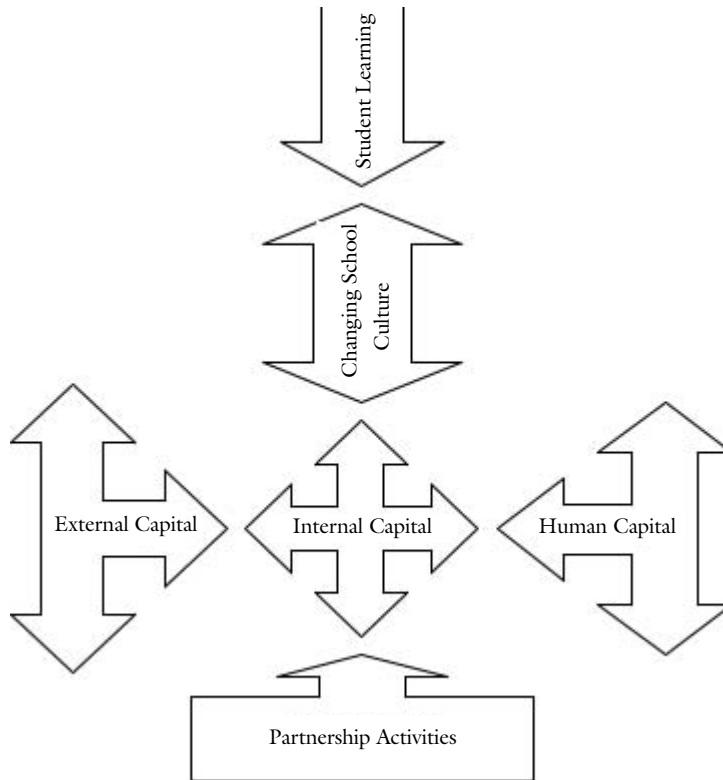 Student Learning
Changing School
Culture
External Capital
Internal Capital
Human Capital
Partnership Activities